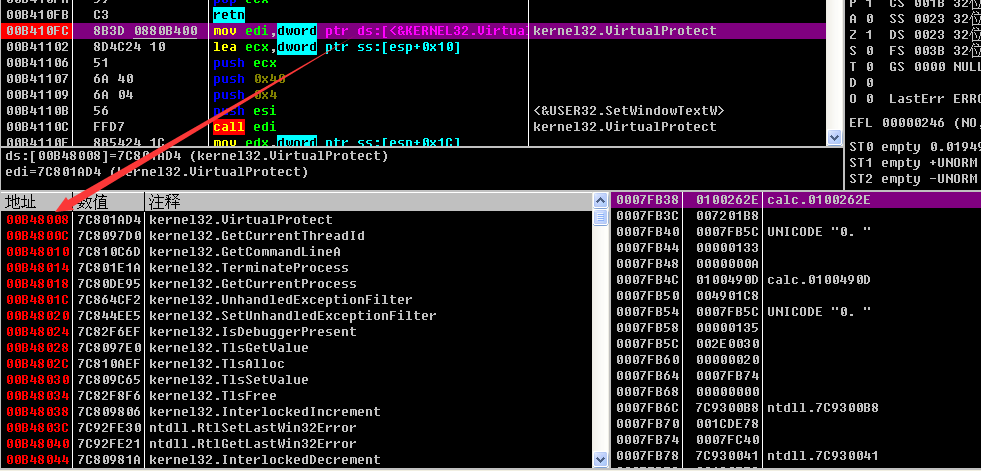 00B410FB C3 retn
00B410FC 8B3D 0880B400 mov edi,dword ptr ds:[<&KERNEL32.Virtual kernel32.VirtualProtect
00B41102 8D4C24 10 lea ecx,dword ptr ss:[esp+0x10]
00B41106 51 push ecx
00B41107 6A 40 push 0x40
00B41109 6A 04 push 0x4
00B4110B 56 push esi <&USER32.SetWindowTextW>
00B4110C FFD7 call edi kernel32.VirtualProtect
00B4110E 8B5424 1C mov edx,dword ptr ss:[esp+1C]
ds:[00B48008]=7C801AD4 (kernel32.VirtualProtect)
edi=7C801AD4 (kernel32.VirtualProtect)
P 1 CS 001B 32位
A 0 SS 0023 32位
Z 1 DS 0023 32位
S 0 FS 003B 32位
T 0 GS 0000 NULL
D 0
O 0 LastErr ERRO
EFL 00000246 (NO,
ST0 empty 0.01949
ST1 empty +UNORM
ST2 empty -UNORM
地址 数值 注释
00B48008 7C801AD4 kernel32.VirtualProtect
00B4800C 7C8097D0 kernel32.GetCurrentThreadId
00B48010 7C810C6D kernel32.GetCommandLineA
00B48014 7C801E1A kernel32.TerminateProcess
00B48018 7C80DE95 kernel32.GetCurrentProcess
00B4801C 7C864CF2 kernel32.UnhandledExceptionFilter
00B48020 7C844EE5 kernel32.SetUnhandledExceptionFilter
00B48024 7C82F6EF kernel32.IsDebuggerPresent
00B48028 7C8097E0 kernel32.TlsGetValue
00B4802C 7C810AEF kernel32.TlsAlloc
00B48030 7C809C65 kernel32.TlsSetValue
00B48034 7C82F8F6 kernel32.TlsFree
00B48038 7C809806 kernel32.InterlockedIncrement
00B4803C 7C92FE30 ntdll.RtlSetLastWin32Error
00B48040 7C92FE21 ntdll.RtlGetLastWin32Error
00B48044 7C80981A kernel32.InterlockedDecrement
0007FB38 0100262E calc.0100262E
0007FB3C 007201B8
0007FB40 0007FB5C UNICODE "0. "
0007FB44 00000133
0007FB48 0000000A
0007FB4C 0100490D calc.0100490D
0007FB50 004901C8
0007FB54 0007FB5C UNICODE "0. "
0007FB58 00000135
0007FB5C 002E0030
0007FB60 00000020
0007FB64 0007FB74
0007FB68 00000000
0007FB6C 7C9300B8 ntdll.7C9300B8
0007FB70 001CDE78
0007FB74 0007FC40
0007FB78 7C930041 ntdll.7C930041